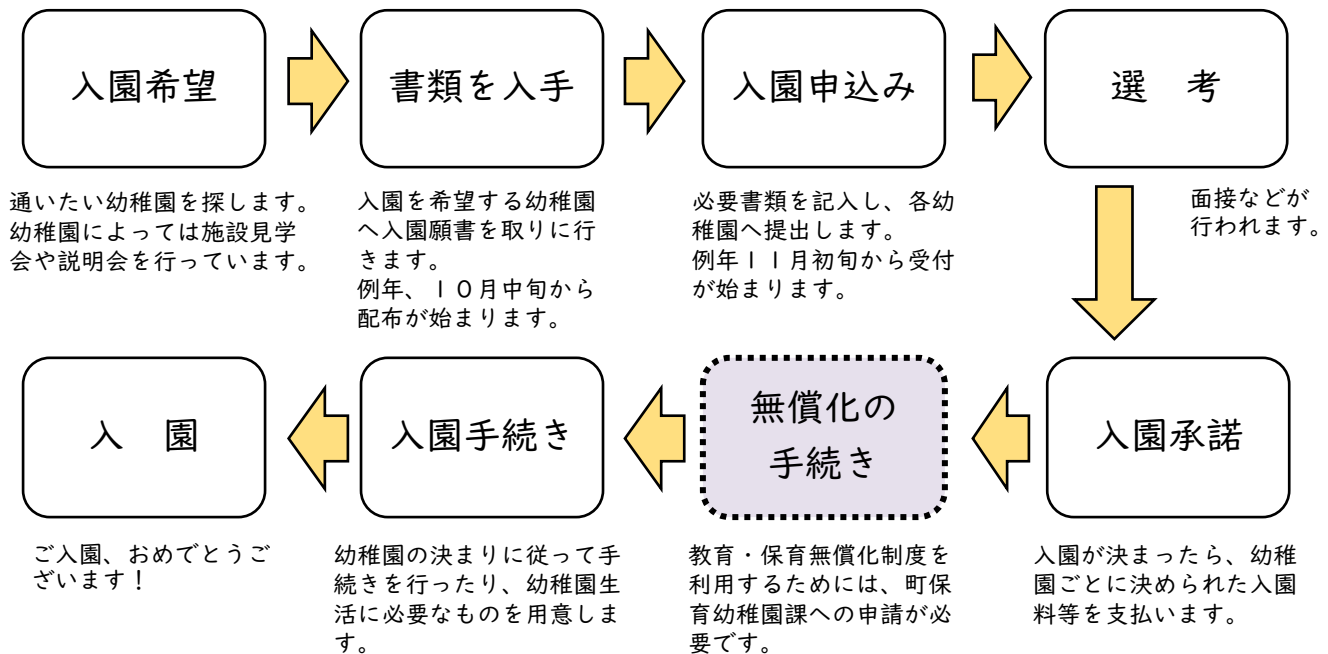 入園希望
通いたい幼稚園を探します。
幼稚園によっては施設見学
会や説明会を行っています。
書類を入手
入園を希望する幼稚園
へ入園願書を取りに行
きます。
例年、１０月中旬から
配布が始まります。
入園申込み
必要書類を記入し、各幼
稚園へ提出します。
例年１１月初旬から受付
が始まります。
選　考
面接などが
行われます。
入園承諾
入園が決まったら、幼稚
園ごとに決められた入園
料等を支払います。
無償化の
手続き
教育・保育無償化制度を
利用するためには、町保
育幼稚園課への申請が必
要です。
入園手続き
幼稚園の決まりに従って手
続きを行ったり、幼稚園生
活に必要なものを用意しま
す。
入　園
ご入園、おめでとうご
ざいます！